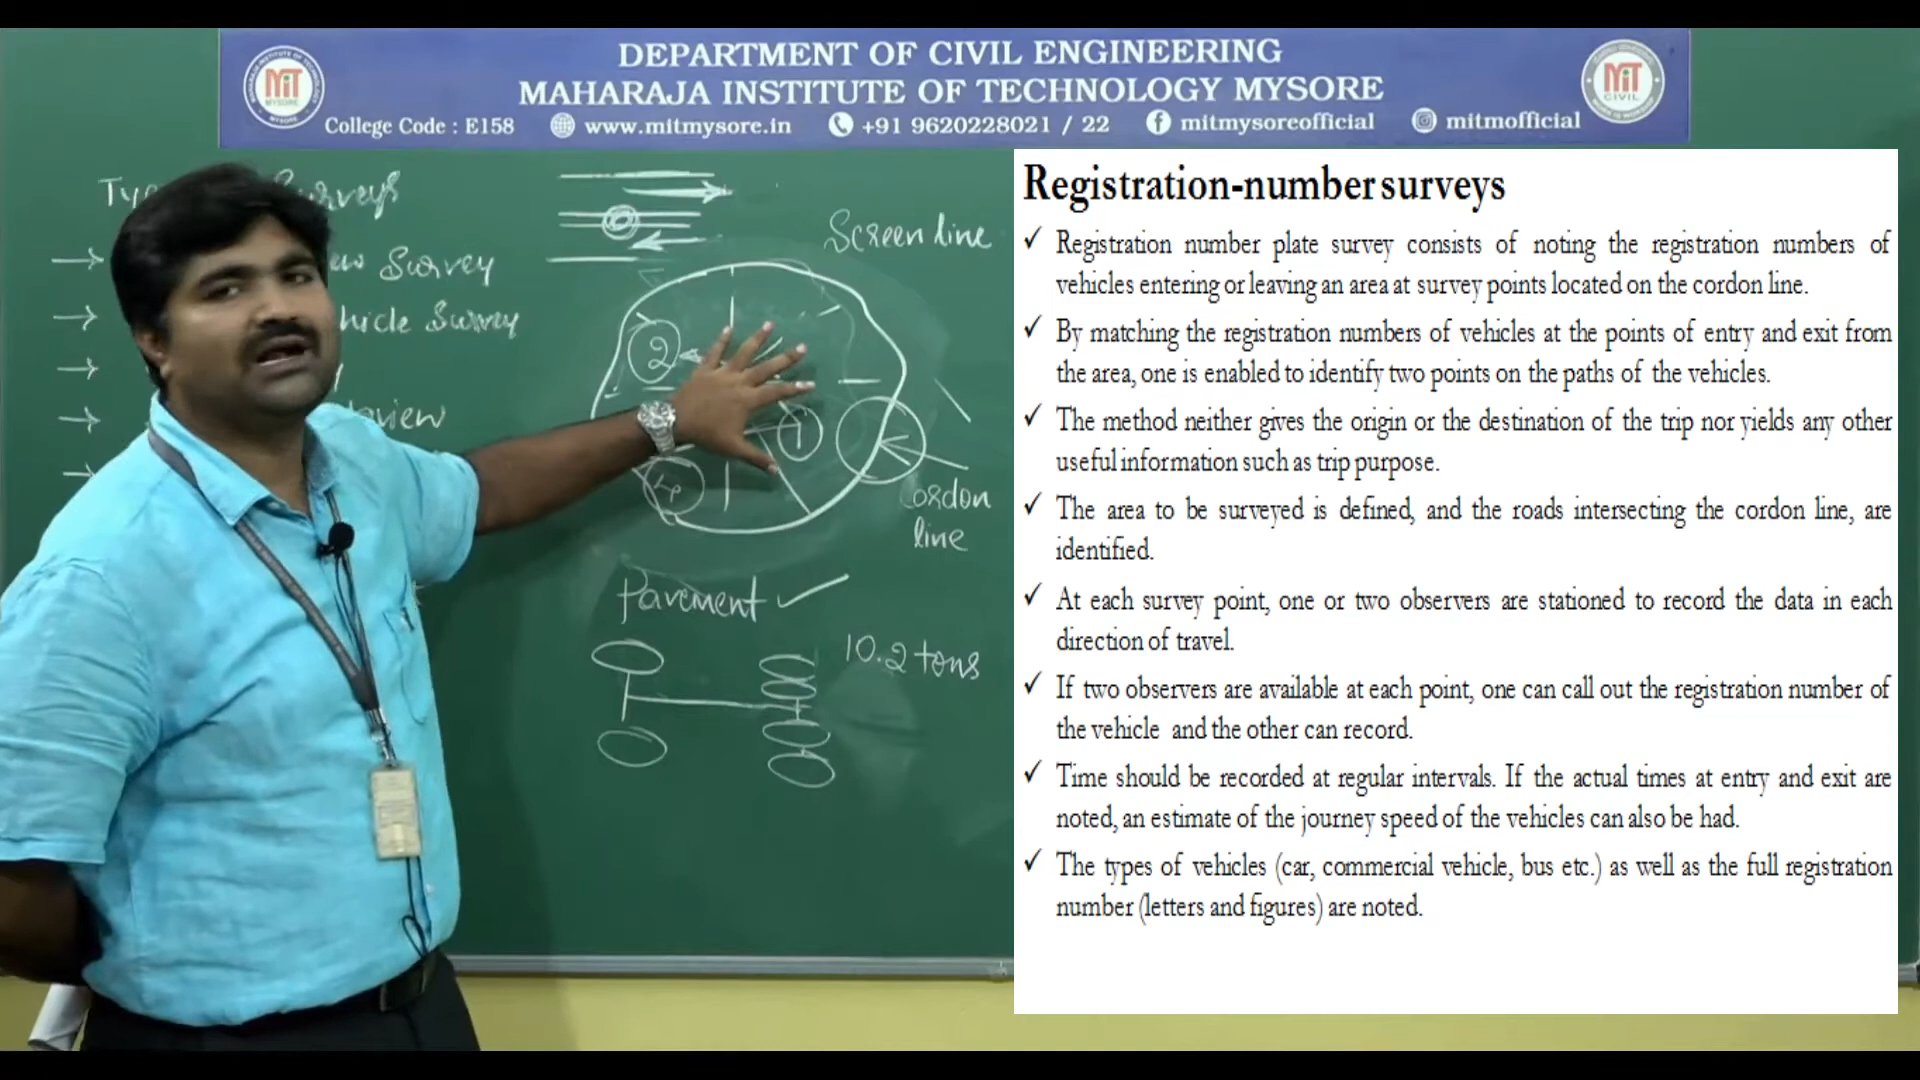 DEPARTMENT OF CIVIL ENGINEERING
MAHARAJA INSTITUTE OF TECHNOLOGY MYSORE
College Code : E158 www.mitmysore.in +91 9620228021 / 22 mitmysoreofficial mitmofficial
MIT
MYSORE
MIT
CIVIL
Surveys
Survey
hicle Survey
view
Screen line
2
1
4
Cordon
line
Pavement ✓
10.2 tons
Registration-number surveys
✓ Registration number plate survey consists of noting the registration numbers of
vehicles entering or leaving an area at survey points located on the cordon line.
✓ By matching the registration numbers of vehicles at the points of entry and exit from
the area, one is enabled to identify two points on the paths of the vehicles.
✓ The method neither gives the origin or the destination of the trip nor yields any other
useful information such as trip purpose.
✓ The area to be surveyed is defined, and the roads intersecting the cordon line, are
identified.
✓ At each survey point, one or two observers are stationed to record the data in each
direction of travel.
✓ If two observers are available at each point, one can call out the registration number of
the vehicle and the other can record.
✓ Time should be recorded at regular intervals. If the actual times at entry and exit are
noted, an estimate of the journey speed of the vehicles can also be had.
✓ The types of vehicles (car, commercial vehicle, bus etc.) as well as the full registration
number (letters and figures) are noted.